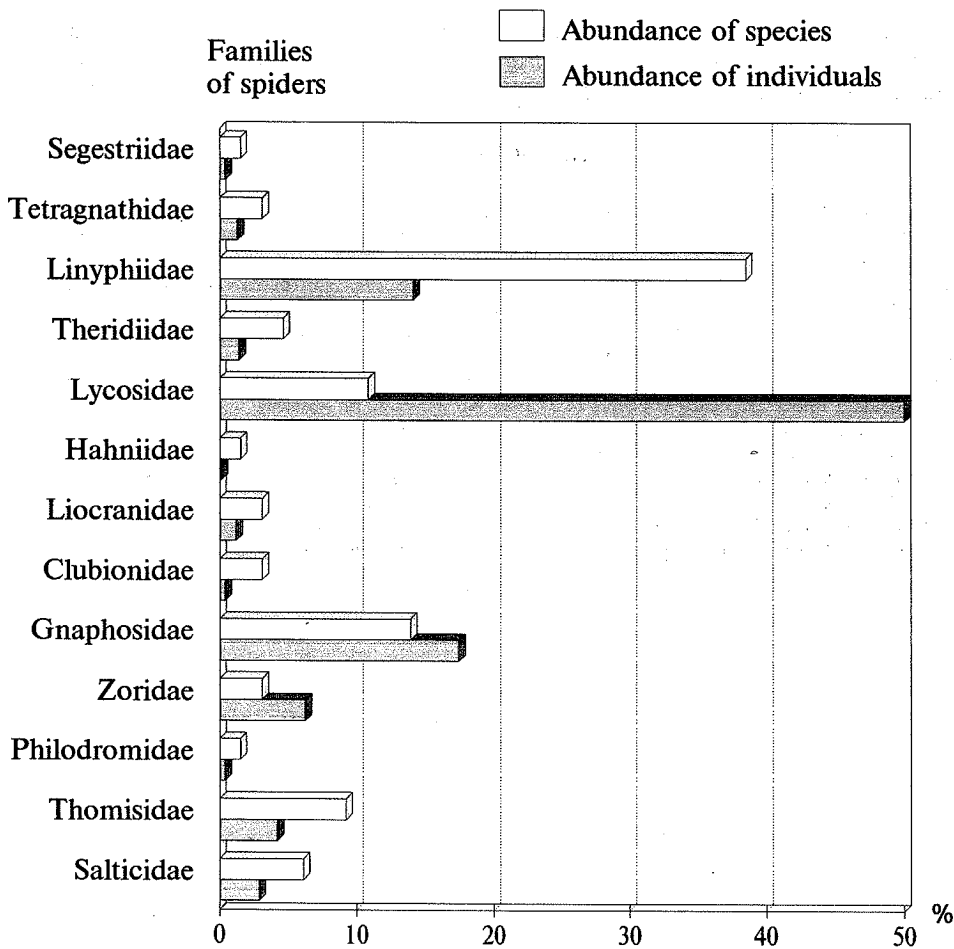 Abundance of species
Families
of spiders
Abundance of individuals
Segestriidae
Tetragnathidae
Linyphiidae
Theridiidae
Lycosidae
Hahniidae
Liocranidae
Clubionidae
Gnaphosidae
Zoridae
Philodromidae
Thomisidae
Salticidae
0 10 20 30 40 50 %